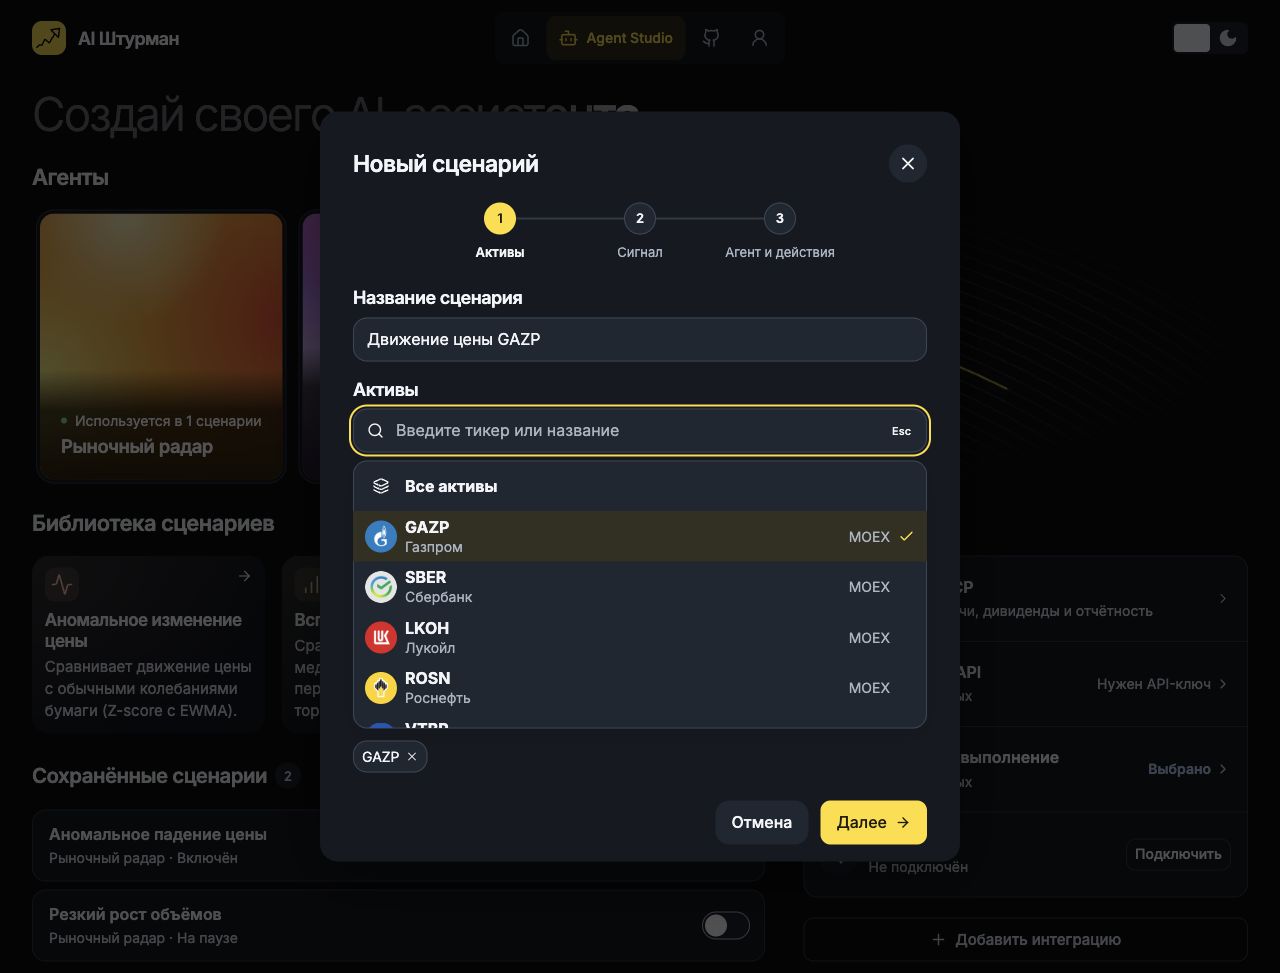 AI Штурман
Agent Studio
Создай своего AI-ассистента
Агенты
Используется в 1 сценарии
Рыночный радар
Библиотека сценариев
Аномальное изменение
цены
Сравнивает движение цены
с обычными колебаниями
бумаги (Z-score с EWMA).
Сохранённые сценарии 2
Аномальное падение цены
Рыночный радар · Включён
Резкий рост объёмов
Рыночный радар · На паузе
Новый сценарий
1
2
3
Активы
Сигнал
Агент и действия
Название сценария
Движение цены GAZP
Активы
Введите тикер или название
Esc
Все активы
GAZP
Газпром
MOEX
SBER
Сбербанк
MOEX
LKOH
Лукойл
MOEX
ROSN
Роснефть
MOEX
VTBR
GAZP
Отмена
Далее
дивиденды и отчётность
API
Нужен API-ключ
выполнение
Выбрано
Не подключён
Подключить
Добавить интеграцию